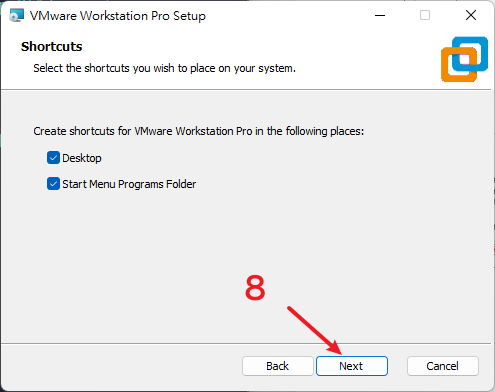 VMware Workstation Pro Setup
Shortcuts
Select the shortcuts you wish to place on your system.
Create shortcuts for VMware Workstation Pro in the following places:
Desktop
Start Menu Programs Folder
8
Back Next Cancel